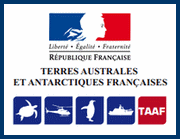 Liberté • Égalité • Fraternité
RÉPUBLIQUE FRANÇAISE
TERRES AUSTRALES
ET ANTARCTIQUES FRANÇAISES
TAAF